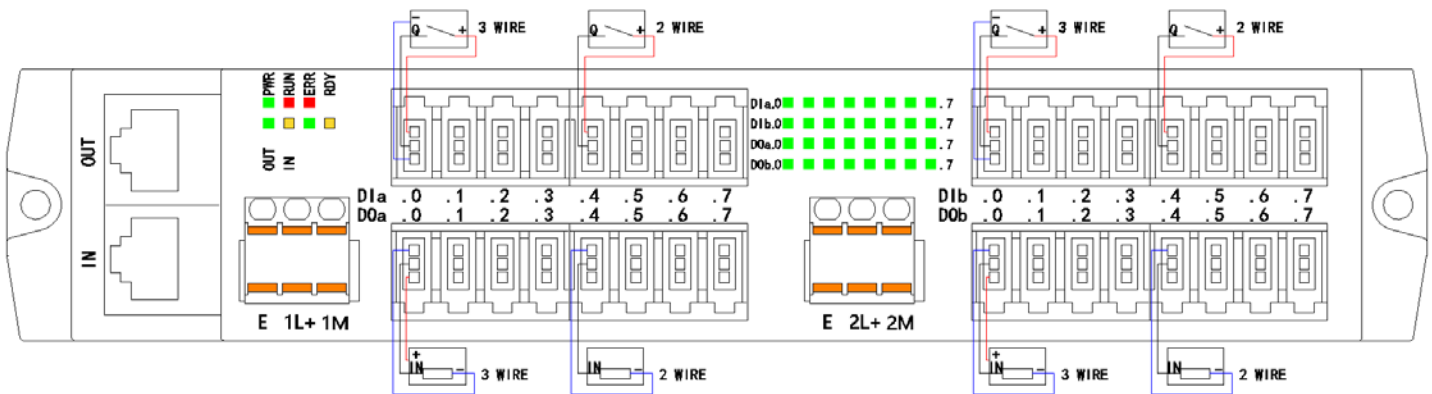 − Q + 3 WIRE
Q + 2 WIRE
− Q + 3 WIRE
Q + 2 WIRE
PWR RUN ERR RDY
OUT IN
OUT
IN
DIa.0 .7
DIb.0 .7
DOa.0 .7
DOb.0 .7
DIa .0 .1 .2 .3 .4 .5 .6 .7
DOa .0 .1 .2 .3 .4 .5 .6 .7
DIb .0 .1 .2 .3 .4 .5 .6 .7
DOb .0 .1 .2 .3 .4 .5 .6 .7
E 1L+ 1M
E 2L+ 2M
+ IN − 3 WIRE
IN − 2 WIRE
+ IN − 3 WIRE
IN − 2 WIRE